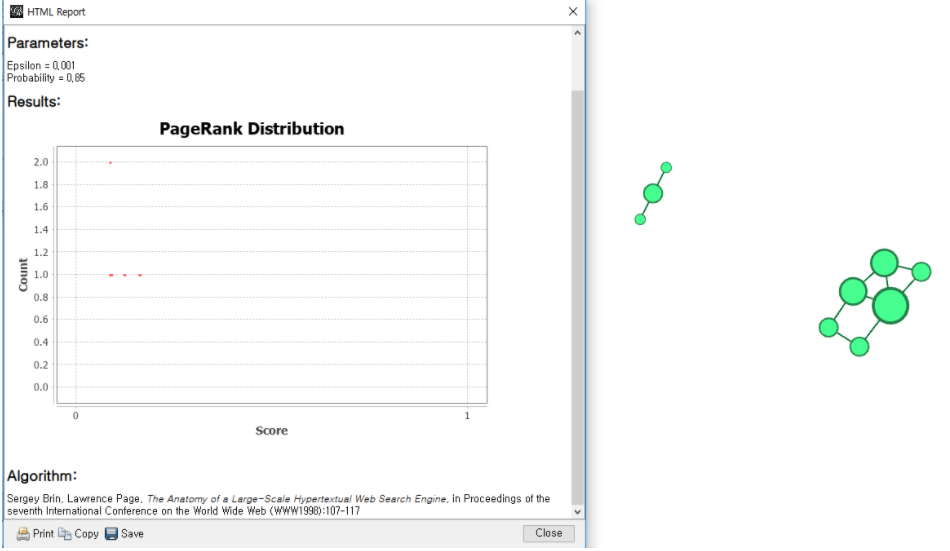 HTML Report
Parameters:
Epsilon = 0,001
Probability = 0,85
Results:
PageRank Distribution
2.0
1.8
1.6
1.4
1.2
1.0
0.8
0.6
0.4
0.2
0.0
Count
0
1
Score
Algorithm:
Sergey Brin, Lawrence Page, The Anatomy of a Large-Scale Hypertextual Web Search Engine, in Proceedings of the
seventh International Conference on the World Wide Web (WWW1998):107-117
Print Copy Save Close